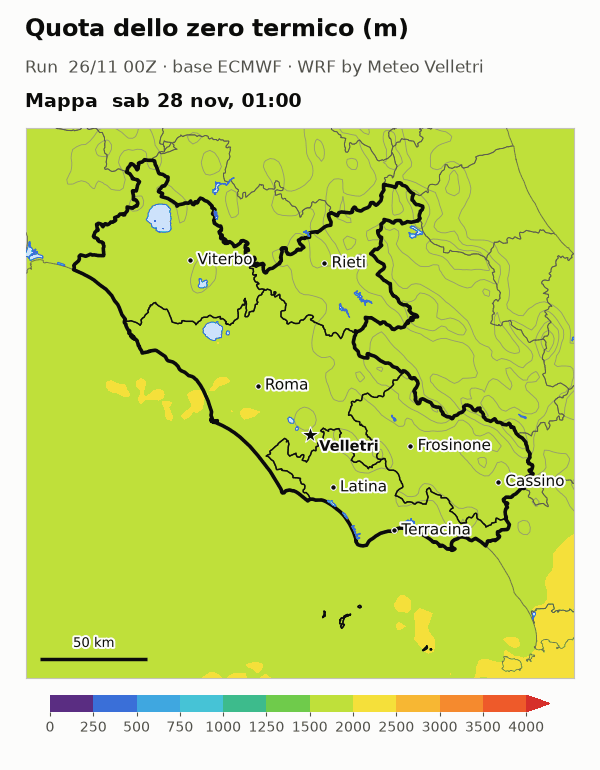 Quota dello zero termico (m)
Run  26/11 00Z · base ECMWF · WRF by Meteo Velletri
Mappa  sab 28 nov, 01:00
Viterbo
Rieti
Roma
Velletri
Frosinone
Latina
Cassino
Terracina
50 km
0 250 500 750 1000 1250 1500 2000 2500 3000 3500 4000